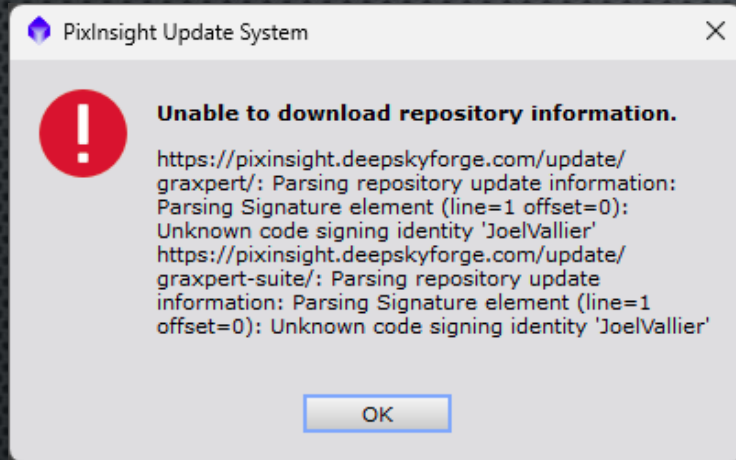 PixInsight Update System
Unable to download repository information.
https://pixinsight.deepskyforge.com/update/
graxpert/: Parsing repository update information:
Parsing Signature element (line=1 offset=0):
Unknown code signing identity 'JoelVallier'
https://pixinsight.deepskyforge.com/update/
graxpert-suite/: Parsing repository update
information: Parsing Signature element (line=1
offset=0): Unknown code signing identity 'JoelVallier'
OK